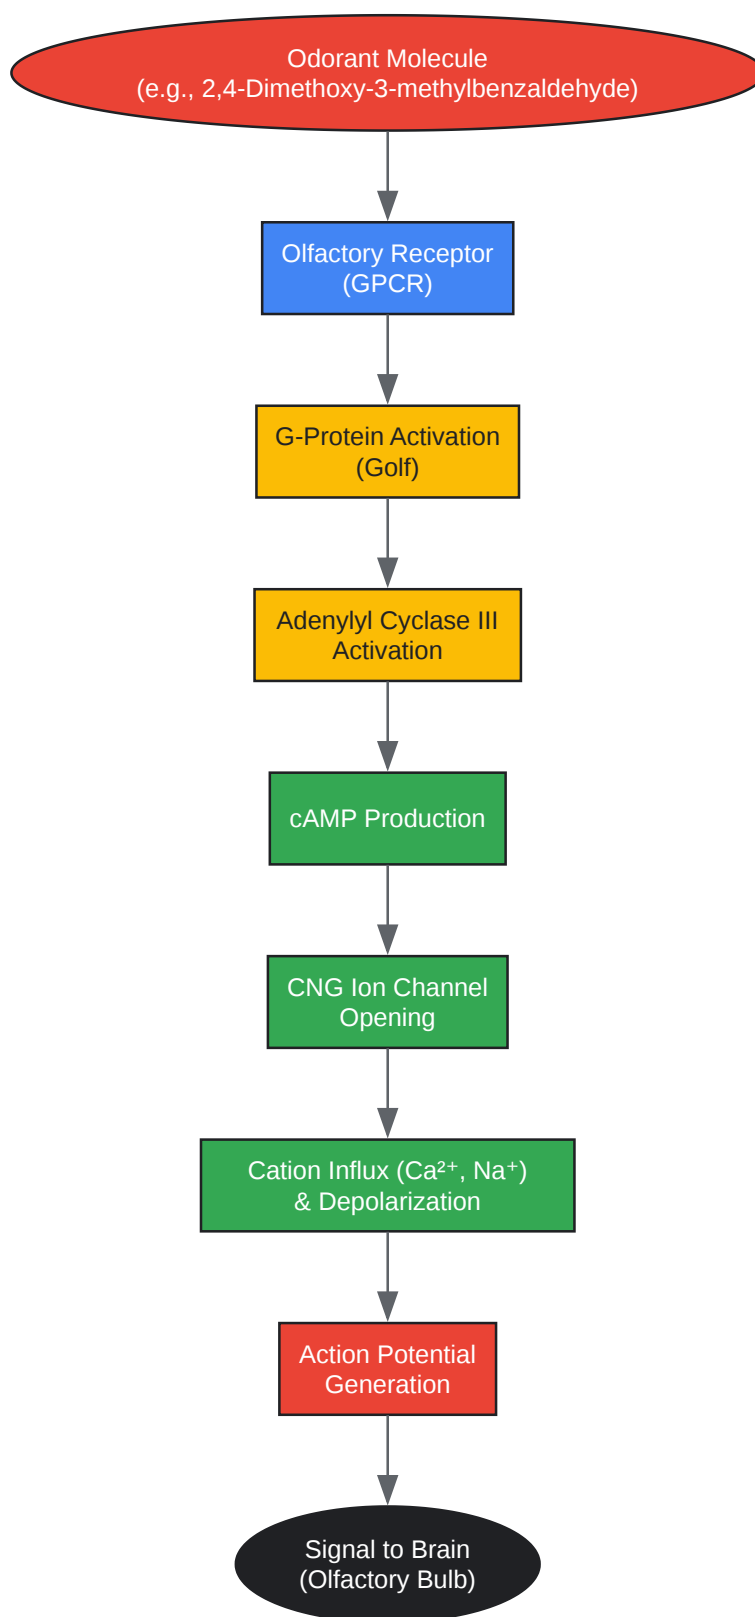 Odorant Molecule
(e.g., 2,4-Dimethoxy-3-methylbenzaldehyde)
Olfactory Receptor
(GPCR)
G-Protein Activation
(Golf)
Adenylyl Cyclase III
Activation
cAMP Production
CNG Ion Channel
Opening
Cation Influx (Ca²⁺, Na⁺)
& Depolarization
Action Potential
Generation
Signal to Brain
(Olfactory Bulb)